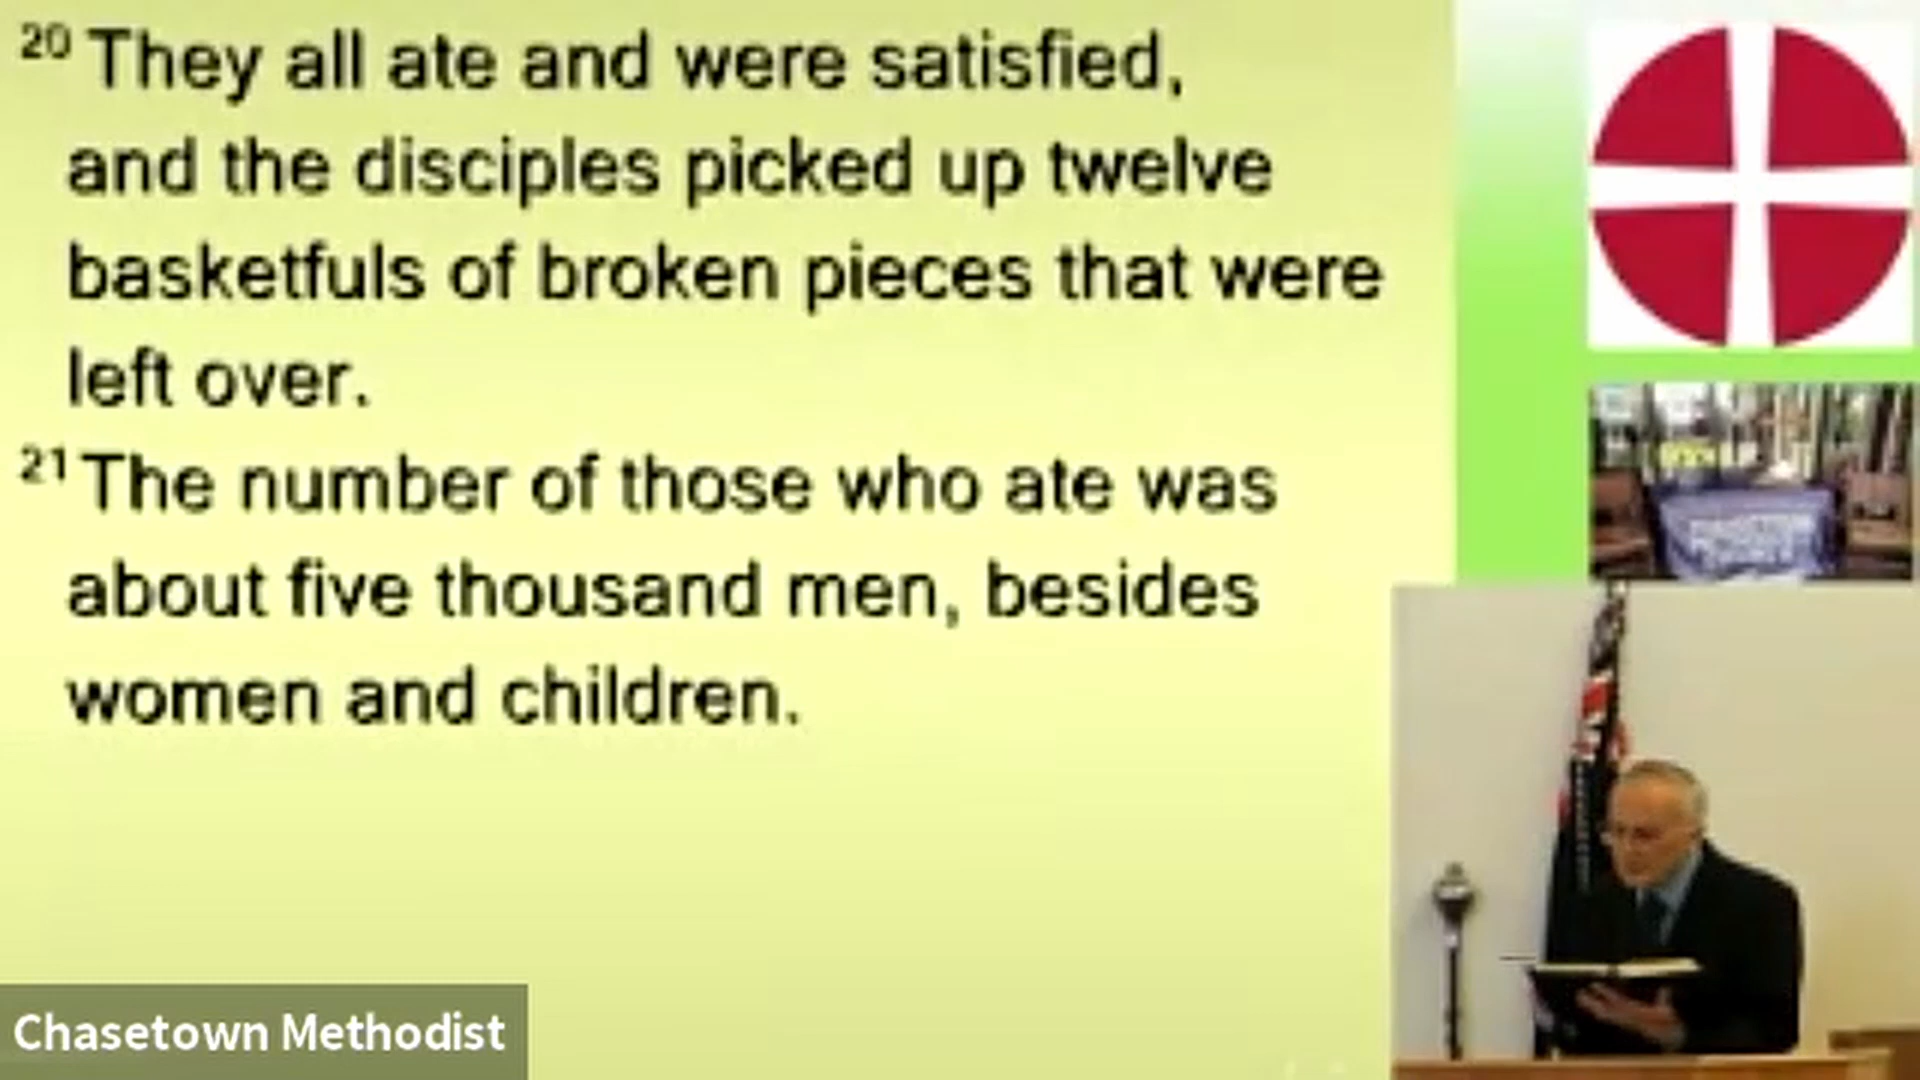 20 They all ate and were satisfied,
and the disciples picked up twelve
basketfuls of broken pieces that were
left over.
21 The number of those who ate was
about five thousand men, besides
women and children.
Chasetown Methodist